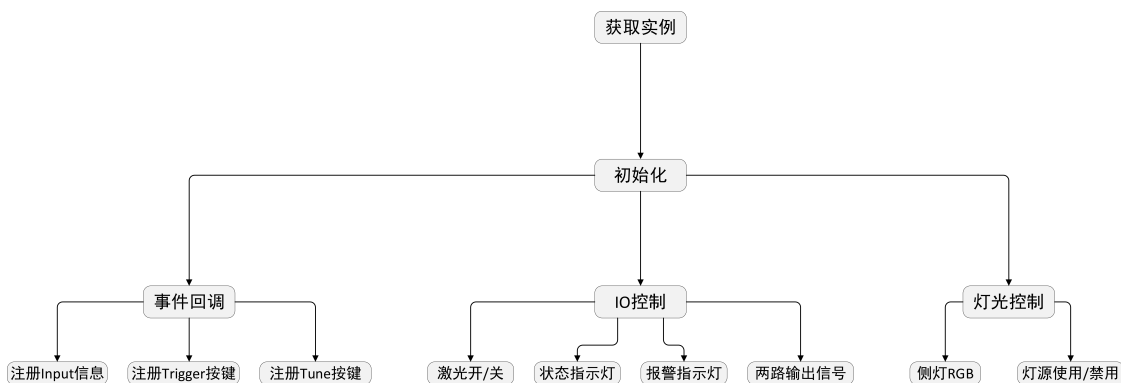 获取实例
初始化
事件回调
IO控制
灯光控制
注册Input信息
注册Trigger按键
注册Tune按键
激光开/关
状态指示灯
报警指示灯
两路输出信号
侧灯RGB
灯源使用/禁用